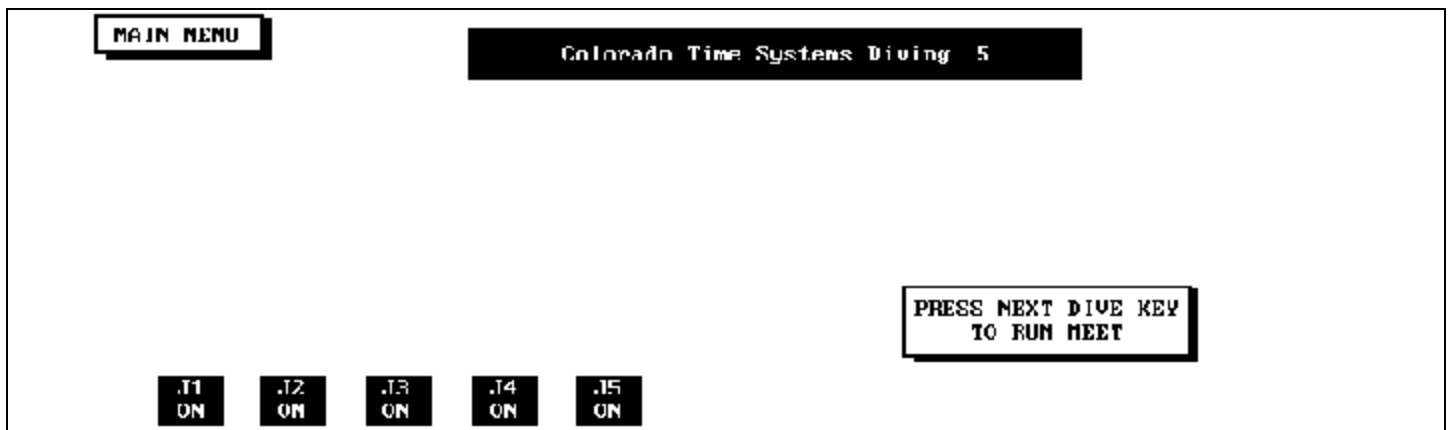 MAIN MENU
Colorado Time Systems Diving 5
PRESS NEXT DIVE KEY
TO RUN MEET
J1 J2 J3 J4 J5
ON ON ON ON ON